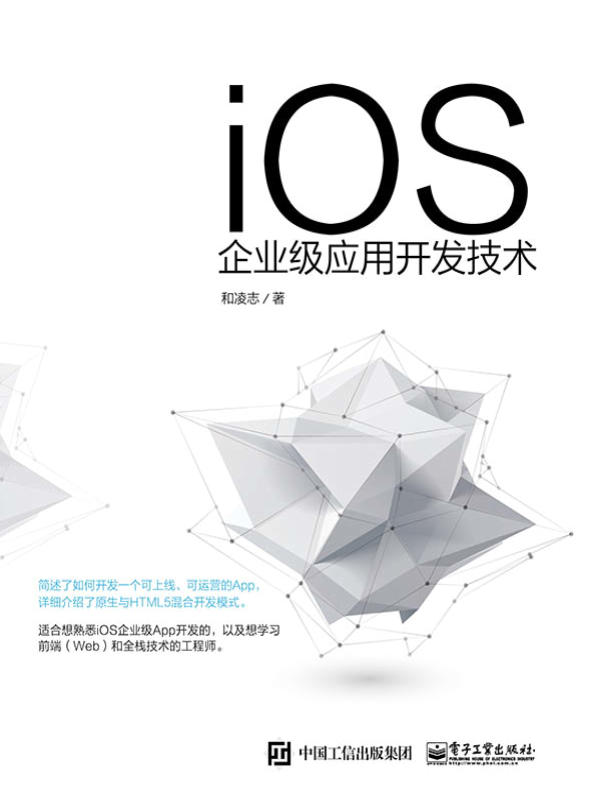 iOS
企业级应用开发技术
和凌志 / 著
简述了如何开发一个可上线、可运营的App，
详细介绍了原生与HTML5混合开发模式。
适合想熟悉iOS企业级App开发的，以及想学习
前端（Web）和全栈技术的工程师。
中国工信出版集团
電子工業出版社
PUBLISHING HOUSE OF ELECTRONICS INDUSTRY
http://www.phei.com.cn